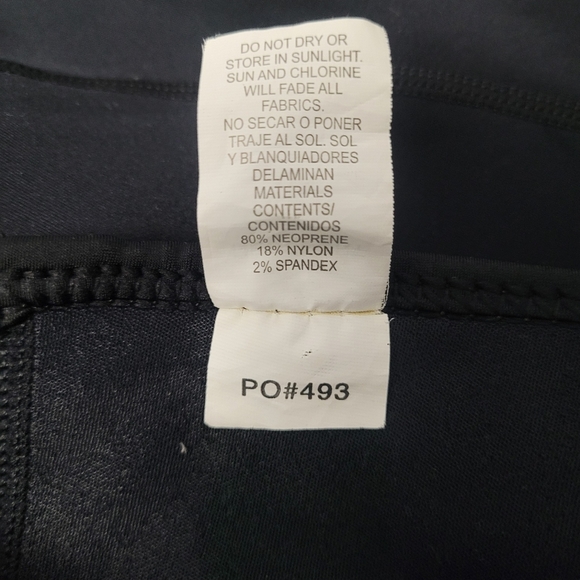 DO NOT DRY OR
STORE IN SUNLIGHT.
SUN AND CHLORINE
WILL FADE ALL
FABRICS.
NO SECAR O PONER
TRAJE AL SOL. SOL
Y BLANQUIADORES
DELAMINAN
MATERIALS
CONTENTS/
CONTENIDOS
80% NEOPRENE
18% NYLON
2% SPANDEX
PO#493